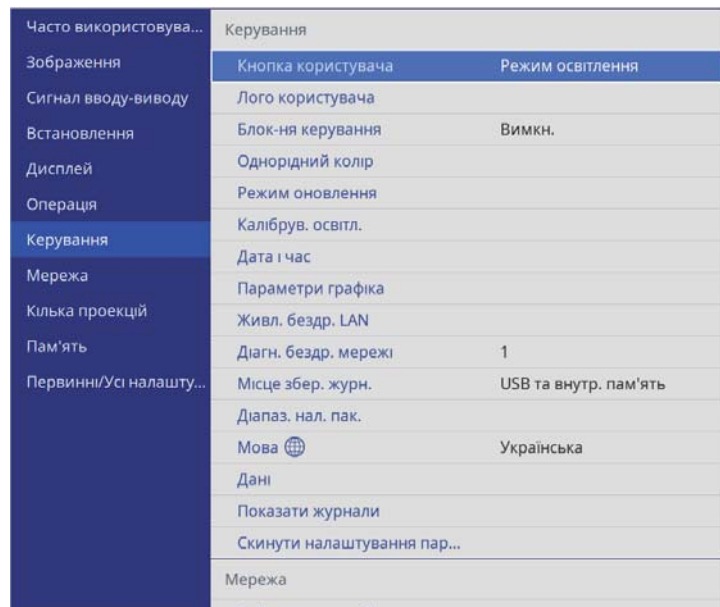 Часто використовува...
Зображення
Сигнал вводу-виводу
Встановлення
Дисплей
Операція
Керування
Мережа
Кілька проекцій
Пам'ять
Первинні/Усі налашту...
Керування
Кнопка користувача Режим освітлення
Лого користувача
Блок-ня керування Вимкн.
Однорідний колір
Режим оновлення
Калібрув. освітл.
Дата і час
Параметри графіка
Живл. бездр. LAN
Діагн. бездр. мережі 1
Місце збер. журн. USB та внутр. пам'ять
Діапаз. нал. пак.
Мова Українська
Дані
Показати журнали
Скинути налаштування пар...
Мережа